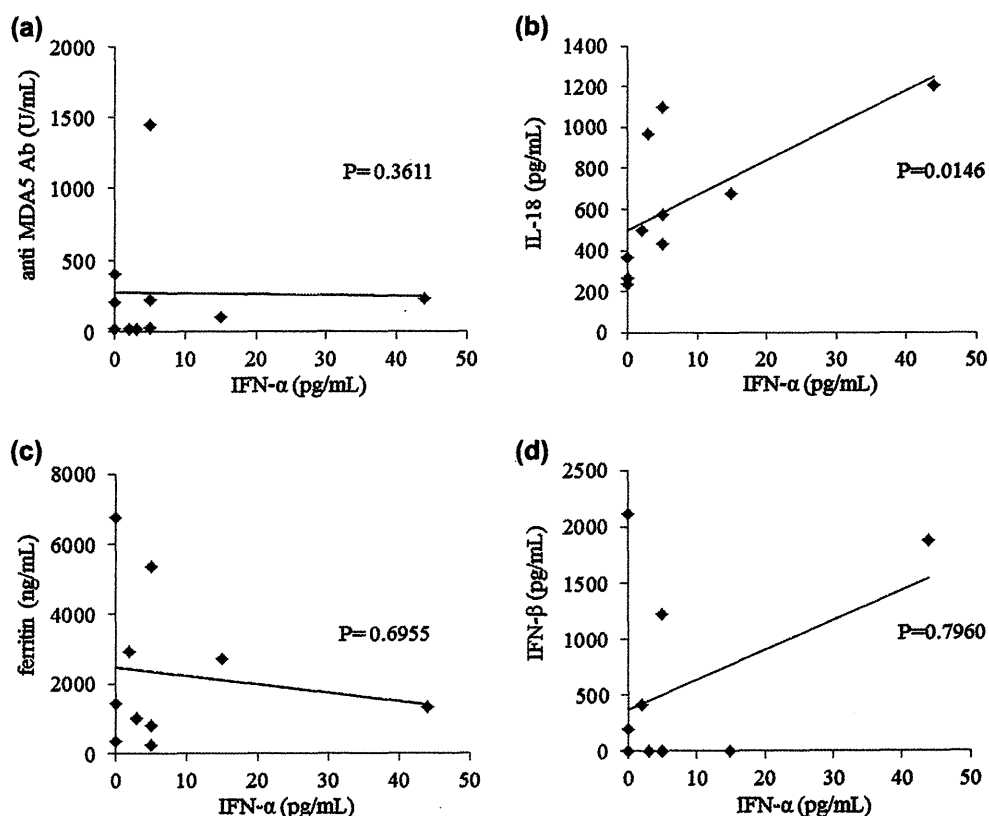 (a)
2000
1500
1000
500
0
anti MDA5 Ab (U/mL)
P=0.3611
0 10 20 30 40 50
IFN-α (pg/mL)
(b)
1400
1200
1000
800
600
400
200
0
IL-18 (pg/mL)
P=0.0146
0 10 20 30 40 50
IFN-α (pg/mL)
(c)
8000
6000
4000
2000
0
ferritin (ng/mL)
P=0.6955
0 10 20 30 40 50
IFN-α (pg/mL)
(d)
2500
2000
1500
1000
500
0
IFN-β (pg/mL)
P=0.7960
0 10 20 30 40 50
IFN-α (pg/mL)